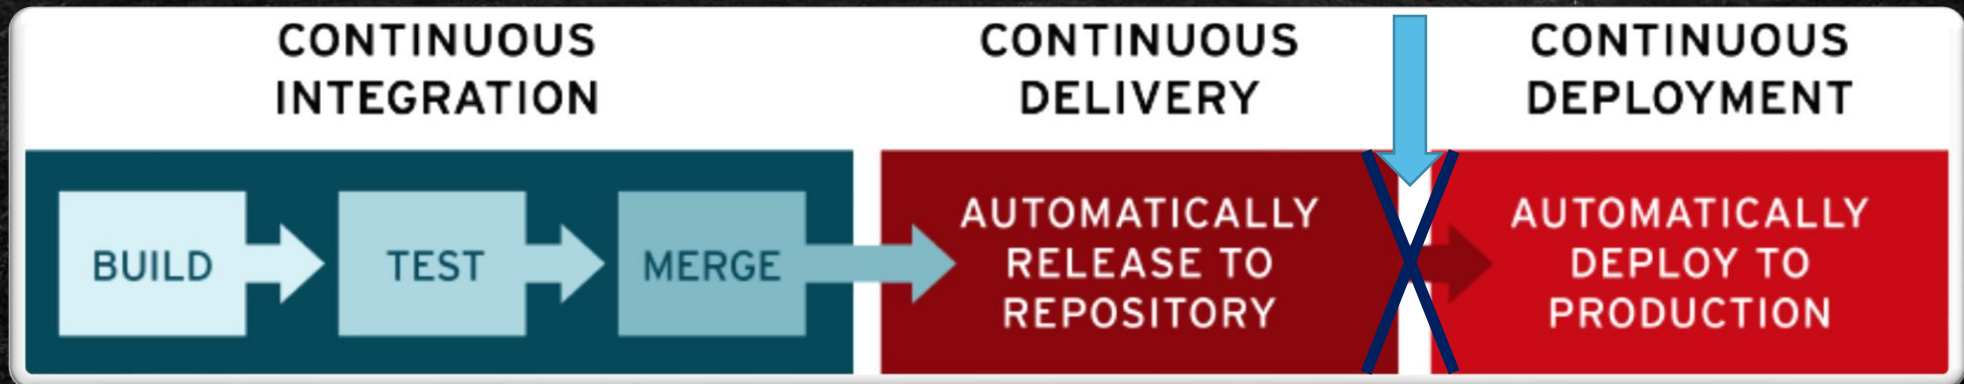 CONTINUOUS
INTEGRATION
CONTINUOUS
DELIVERY
CONTINUOUS
DEPLOYMENT
BUILD
TEST
MERGE
AUTOMATICALLY
RELEASE TO
REPOSITORY
AUTOMATICALLY
DEPLOY TO
PRODUCTION